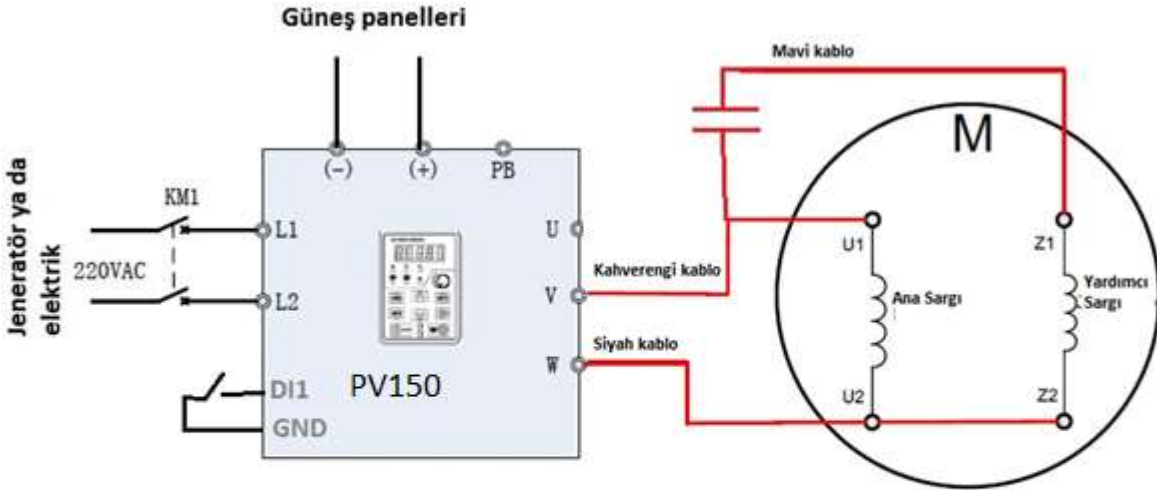 Güneş panelleri
Mavi kablo
(-)
(+)
PB
M
Jeneratör ya da
elektrik
KM1
L1
U
U1
Z1
220VAC
Kahverengi kablo
V
Ana Sargı
Yardımcı
Sargı
L2
Siyah kablo
W
DI1
PV150
U2
Z2
GND